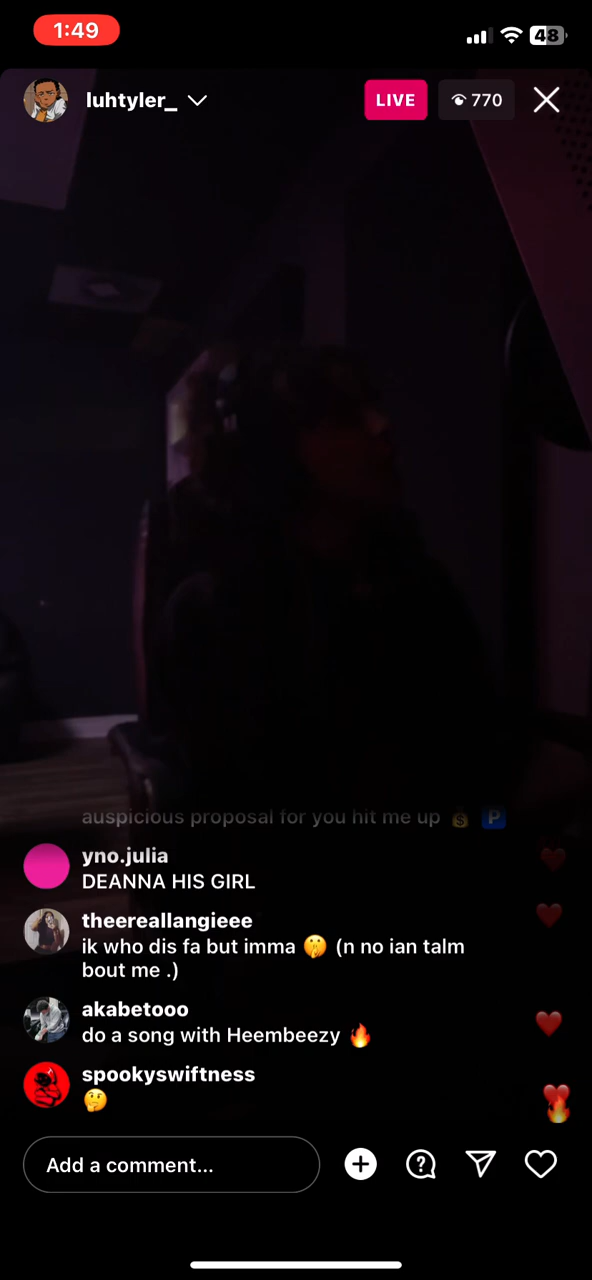 1:49
48
luhtyler_
LIVE
770
auspicious proposal for you hit me up 💰 🅿️
yno.julia
DEANNA HIS GIRL
theereallangieee
ik who dis fa but imma 🤫 (n no ian talm
bout me .)
akabetooo
do a song with Heembeezy 🔥
spookyswiftness
🤔
Add a comment...